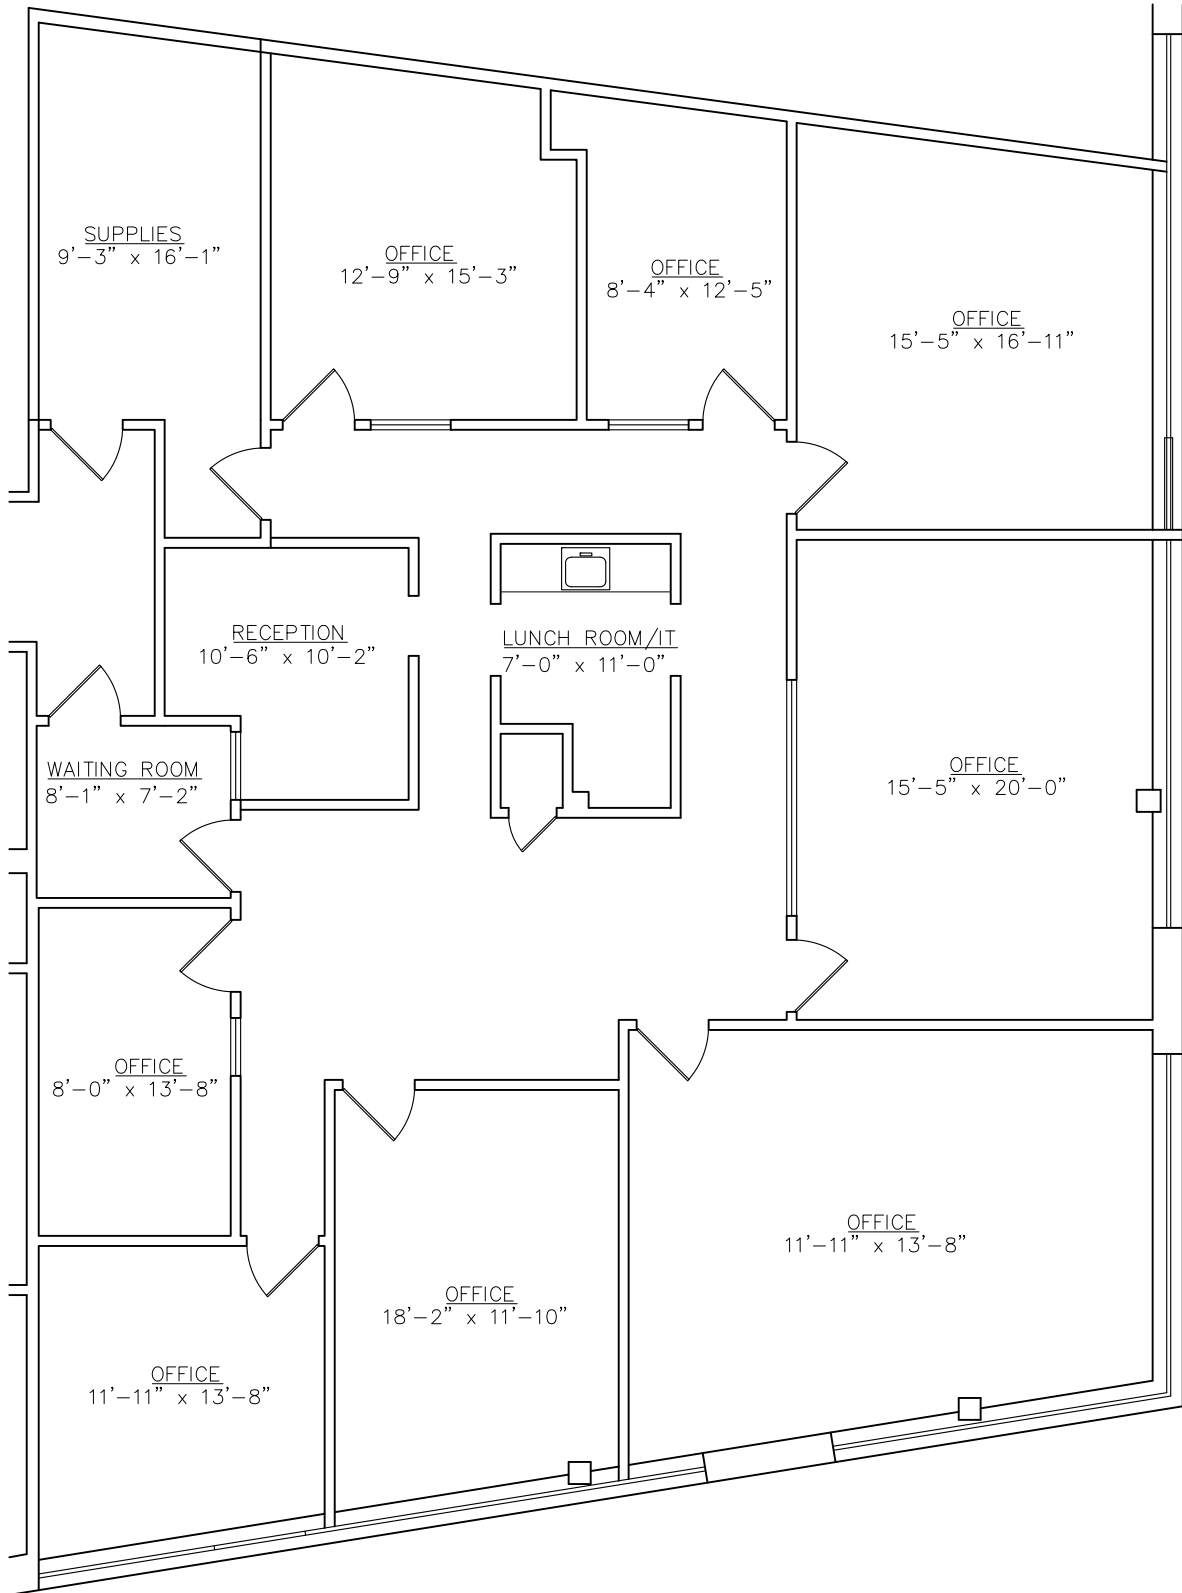 SUPPLIES
9'-3" x 16'-1"
OFFICE
12'-9" x 15'-3"
OFFICE
8'-4" x 12'-5"
OFFICE
15'-5" x 16'-11"
RECEPTION
10'-6" x 10'-2"
LUNCH ROOM/IT
7'-0" x 11'-0"
WAITING ROOM
8'-1" x 7'-2"
OFFICE
15'-5" x 20'-0"
OFFICE
8'-0" x 13'-8"
OFFICE
11'-11" x 13'-8"
OFFICE
18'-2" x 11'-10"
OFFICE
11'-11" x 13'-8"